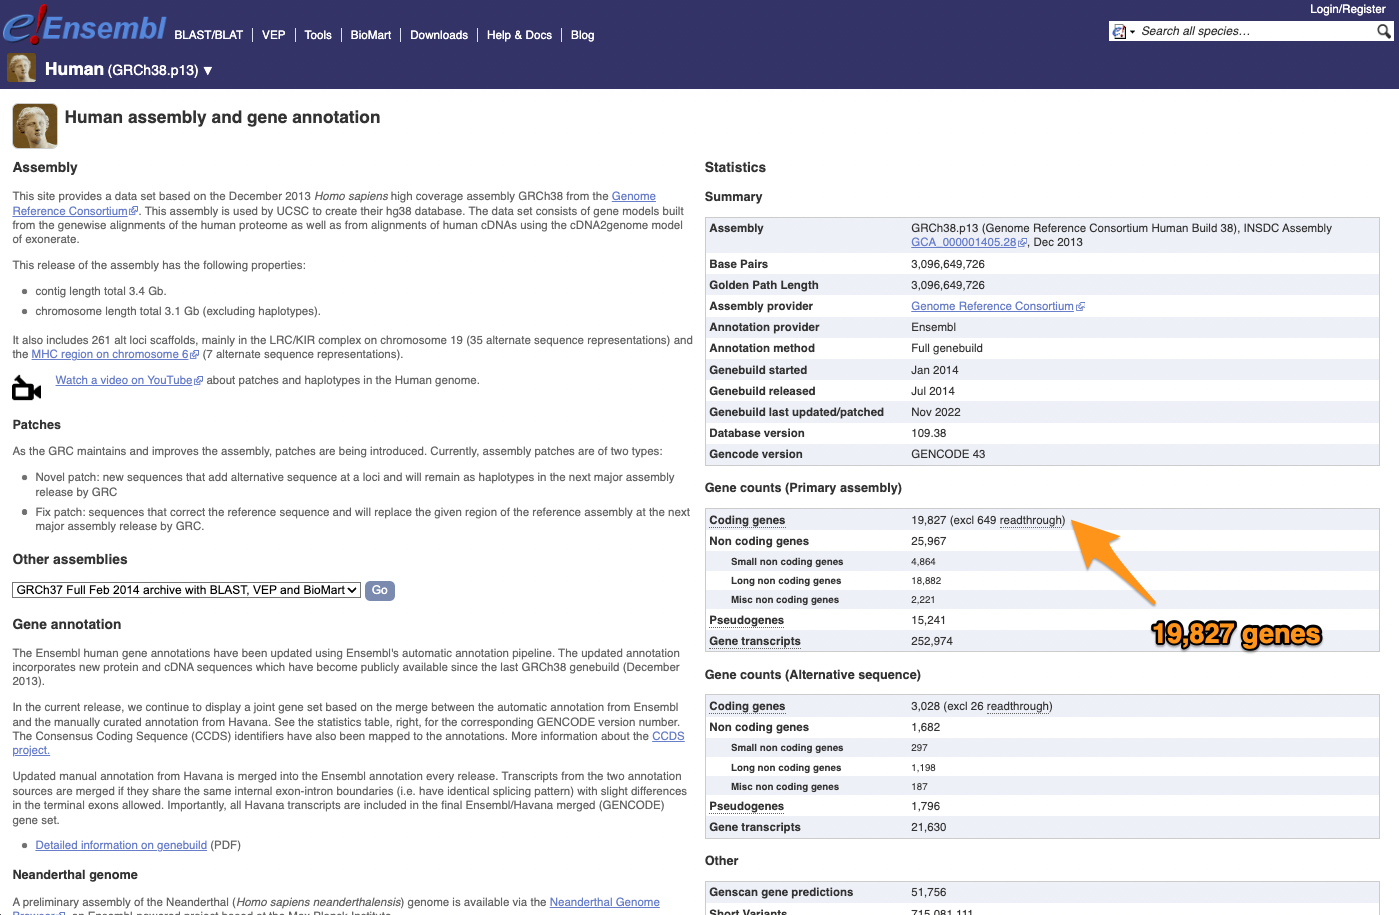 Login/Register
e!Ensembl
BLAST/BLAT | VEP | Tools | BioMart | Downloads | Help & Docs | Blog
Search all species...
Human (GRCh38.p13) ▼
Human assembly and gene annotation
Assembly
This site provides a data set based on the December 2013 Homo sapiens high coverage assembly GRCh38 from the Genome
Reference Consortium. This assembly is used by UCSC to create their hg38 database. The data set consists of gene models built
from the genewise alignments of the human proteome as well as from alignments of human cDNAs using the cDNA2genome model
of exonerate.
This release of the assembly has the following properties:
• contig length total 3.4 Gb.
• chromosome length total 3.1 Gb (excluding haplotypes).
It also includes 261 alt loci scaffolds, mainly in the LRC/KIR complex on chromosome 19 (35 alternate sequence representations) and
the MHC region on chromosome 6 (7 alternate sequence representations).
Watch a video on YouTube about patches and haplotypes in the Human genome.
Patches
As the GRC maintains and improves the assembly, patches are being introduced. Currently, assembly patches are of two types:
• Novel patch: new sequences that add alternative sequence at a loci and will remain as haplotypes in the next major assembly
release by GRC
• Fix patch: sequences that correct the reference sequence and will replace the given region of the reference assembly at the next
major assembly release by GRC.
Other assemblies
GRCh37 Full Feb 2014 archive with BLAST, VEP and BioMart Go
Gene annotation
The Ensembl human gene annotations have been updated using Ensembl's automatic annotation pipeline. The updated annotation
incorporates new protein and cDNA sequences which have become publicly available since the last GRCh38 genebuild (December
2013).
In the current release, we continue to display a joint gene set based on the merge between the automatic annotation from Ensembl
and the manually curated annotation from Havana. See the statistics table, right, for the corresponding GENCODE version number.
The Consensus Coding Sequence (CCDS) identifiers have also been mapped to the annotations. More information about the CCDS
project.
Updated manual annotation from Havana is merged into the Ensembl annotation every release. Transcripts from the two annotation
sources are merged if they share the same internal exon-intron boundaries (i.e. have identical splicing pattern) with slight differences
in the terminal exons allowed. Importantly, all Havana transcripts are included in the final Ensembl/Havana merged (GENCODE)
gene set.
• Detailed information on genebuild (PDF)
Neanderthal genome
A preliminary assembly of the Neanderthal (Homo sapiens neanderthalensis) genome is available via the Neanderthal Genome
Browser, an Ensembl-powered project based at the Max Planck Institute.
Statistics
Summary
Assembly GRCh38.p13 (Genome Reference Consortium Human Build 38), INSDC Assembly
GCA_000001405.28, Dec 2013
Base Pairs 3,096,649,726
Golden Path Length 3,096,649,726
Assembly provider Genome Reference Consortium
Annotation provider Ensembl
Annotation method Full genebuild
Genebuild started Jan 2014
Genebuild released Jul 2014
Genebuild last updated/patched Nov 2022
Database version 109.38
Gencode version GENCODE 43
Gene counts (Primary assembly)
Coding genes 19,827 (excl 649 readthrough)
Non coding genes 25,967
Small non coding genes 4,864
Long non coding genes 18,882
Misc non coding genes 2,221
Pseudogenes 15,241
Gene transcripts 252,974
19,827 genes
Gene counts (Alternative sequence)
Coding genes 3,028 (excl 26 readthrough)
Non coding genes 1,682
Small non coding genes 297
Long non coding genes 1,198
Misc non coding genes 187
Pseudogenes 1,796
Gene transcripts 21,630
Other
Genscan gene predictions 51,756
Short Variants 715,081,111